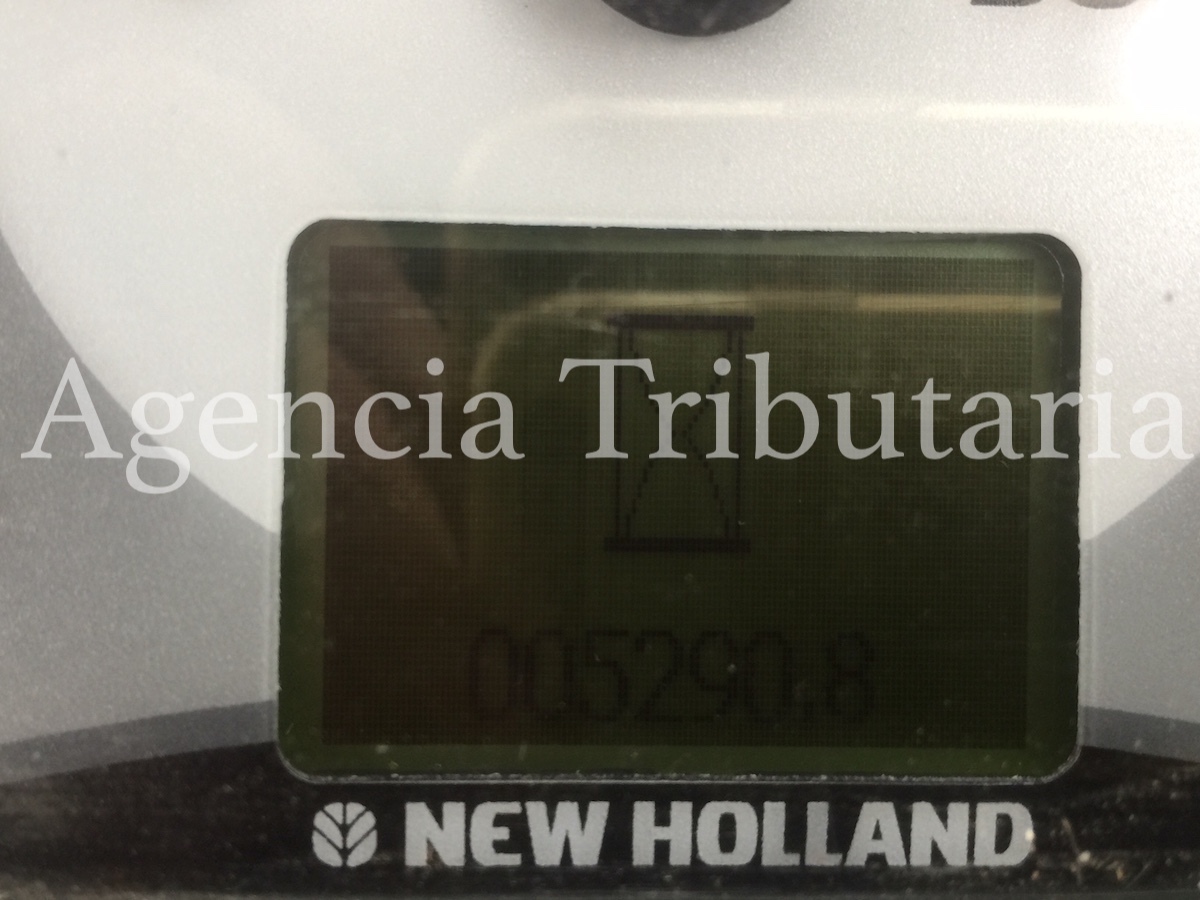 Agencia Tributaria
005290.8
NEW HOLLAND